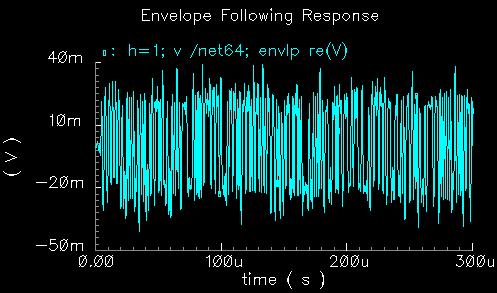 Envelope Following Response
▯: h=1; v /net64; envlp re(V)
40m
10m
-20m
-50m
( V )
0.00 100u 200u 300u
time ( s )